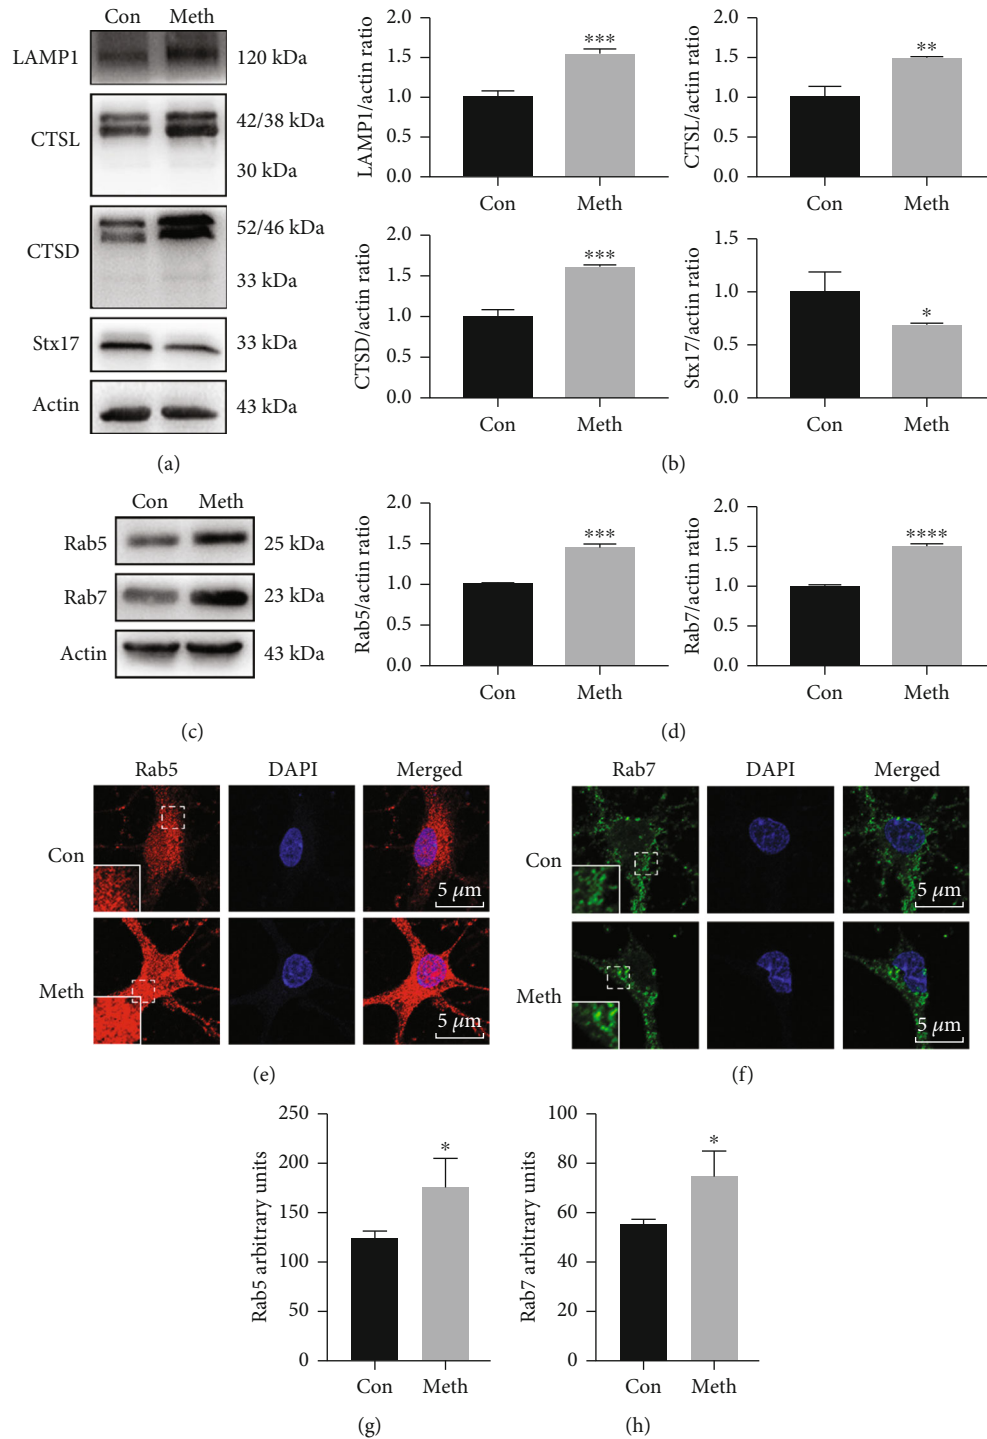 Con Meth
LAMP1 120 kDa
CTSL 42/38 kDa
30 kDa
CTSD 52/46 kDa
33 kDa
Stx17 33 kDa
Actin 43 kDa
(a)
LAMP1/actin ratio
2.0
1.5
1.0
0.5
0.0
***
Con Meth
CTSL/actin ratio
2.0
1.5
1.0
0.5
0.0
**
Con Meth
CTSD/actin ratio
2.0
1.5
1.0
0.5
0.0
***
Con Meth
Stx17/actin ratio
1.5
1.0
0.5
0.0
*
Con Meth
(b)
Con Meth
Rab5 25 kDa
Rab7 23 kDa
Actin 43 kDa
(c)
Rab5/actin ratio
2.0
1.5
1.0
0.5
0.0
***
Con Meth
Rab7/actin ratio
2.0
1.5
1.0
0.5
0.0
****
Con Meth
(d)
Rab5 DAPI Merged
Con
5 μm
Meth
5 μm
(e)
Rab7 DAPI Merged
Con
5 μm
Meth
5 μm
(f)
Rab5 arbitrary units
250
200
150
100
50
0
*
Con Meth
(g)
Rab7 arbitrary units
100
80
60
40
20
0
*
Con Meth
(h)